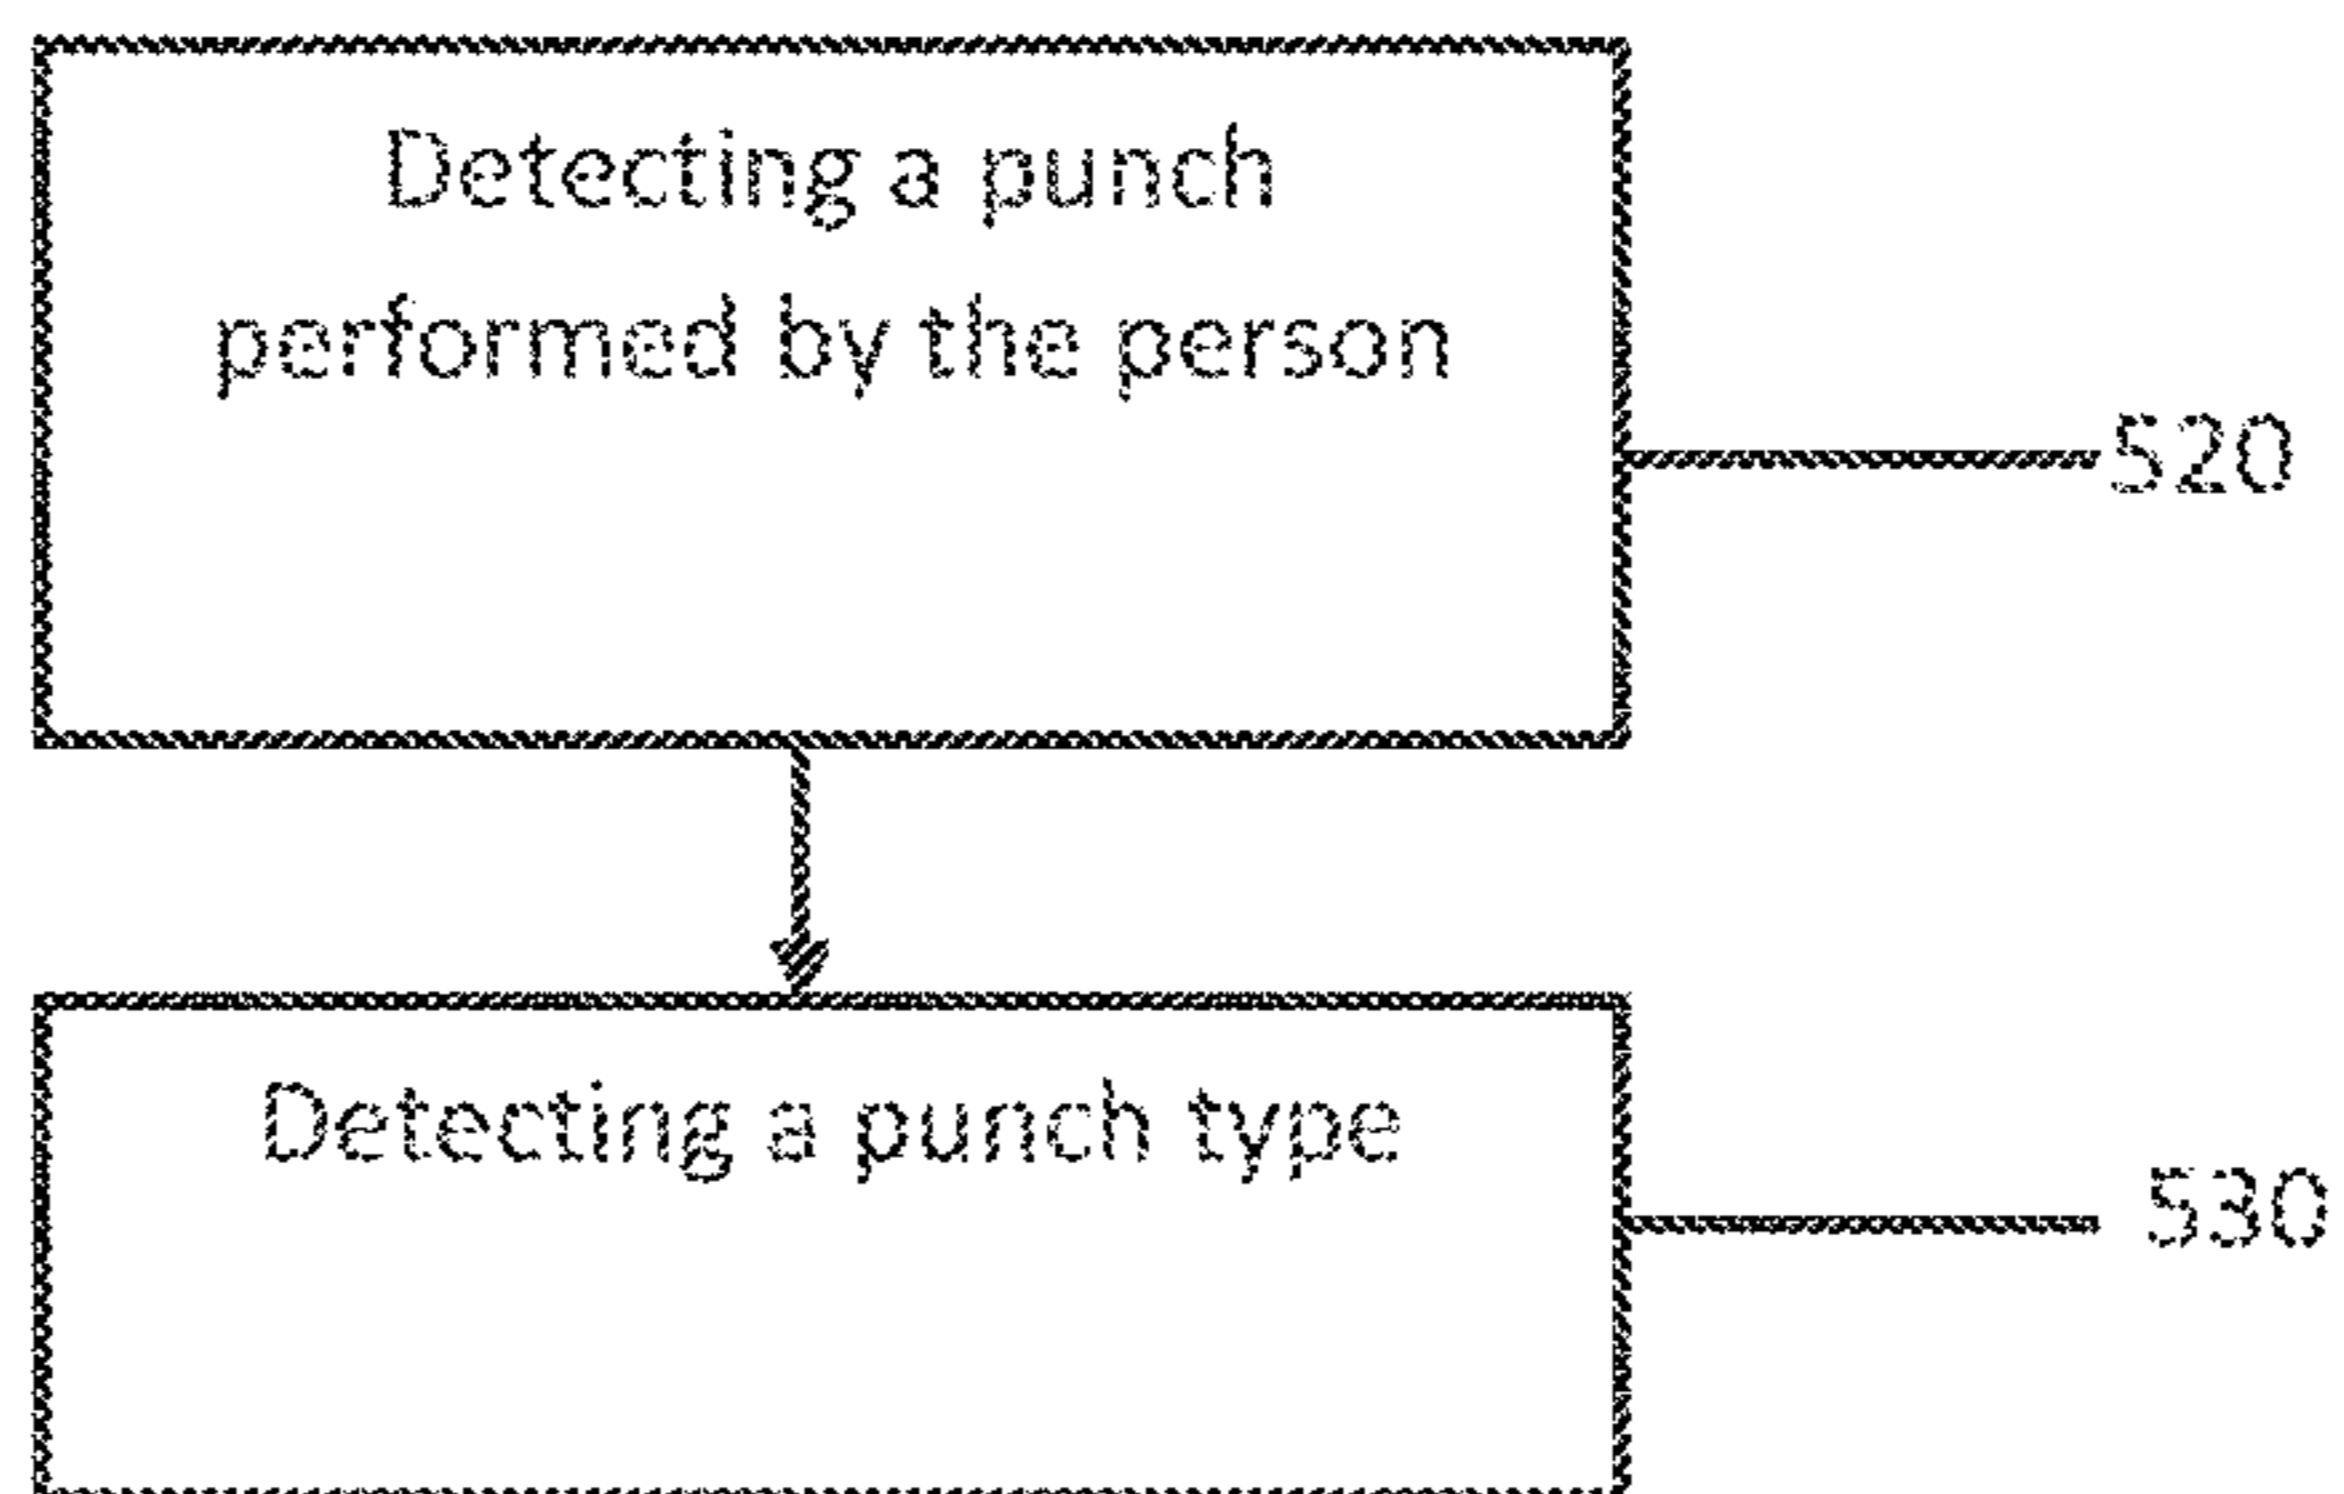 Detecting a punch
performed by the person
520
Detecting a punch type
530